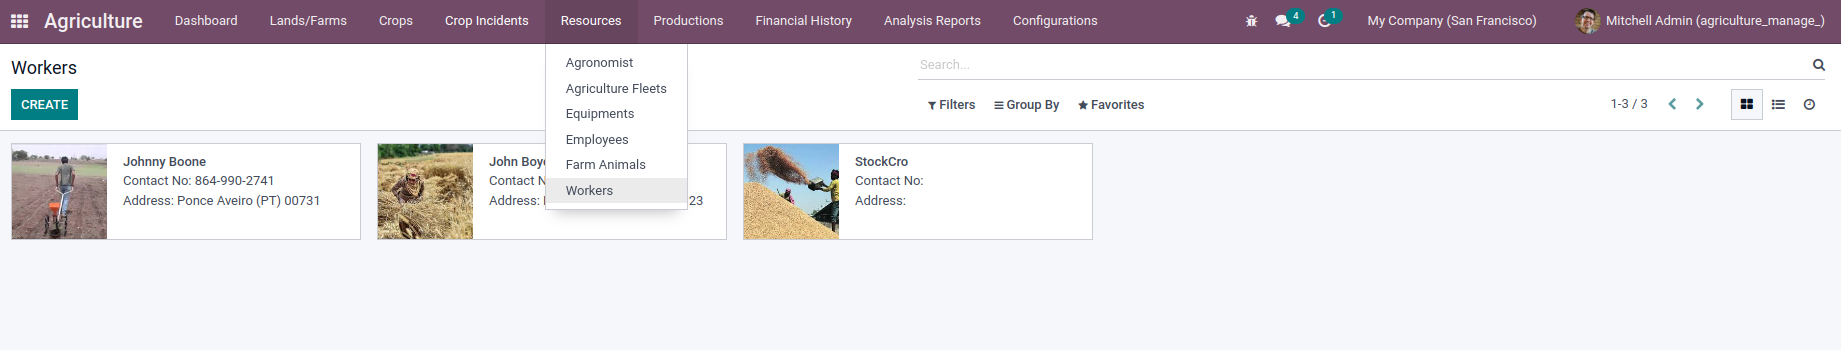 Agriculture Dashboard Lands/Farms Crops Crop Incidents Resources Productions Financial History Analysis Reports Configurations 4 1 My Company (San Francisco) Mitchell Admin (agriculture_manage_)
Workers
Search...
CREATE
Filters Group By Favorites 1-3 / 3
Agronomist
Agriculture Fleets
Equipments
Employees
Farm Animals
Workers
Johnny Boone
Contact No: 864-990-2741
Address: Ponce Aveiro (PT) 00731
John
Contact
Address: 23
StockCro
Contact No:
Address: